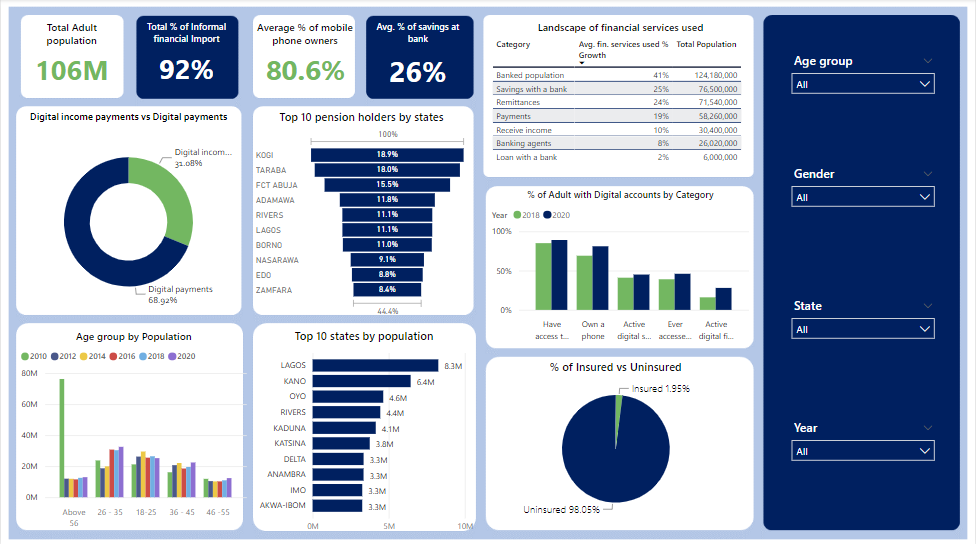 Total Adult
population
106M
Total % of Informal
financial Import
92%
Average % of mobile
phone owners
80.6%
Avg. % of savings at
bank
26%
Landscape of financial services used
Category Avg. fin. services used % Total Population
Growth
Banked population 41% 124,180,000
Savings with a bank 25% 76,500,000
Remittances 24% 71,540,000
Payments 19% 58,260,000
Receive income 10% 30,400,000
Banking agents 8% 26,020,000
Loan with a bank 2% 6,000,000
Digital income payments vs Digital payments
Digital incom...
31.08%
Digital payments
68.92%
Top 10 pension holders by states
100%
KOGI 18.9%
TARABA 18.0%
FCT ABUJA 15.5%
ADAMAWA 11.8%
RIVERS 11.1%
LAGOS 11.1%
BORNO 11.0%
NASARAWA 9.1%
EDO 8.8%
ZAMFARA 8.4%
44.4%
% of Adult with Digital accounts by Category
Year 2018 2020
100%
50%
0%
Have
access t...
Own a
phone
Active
digital s...
Ever
accesse...
Active
digital fi...
Age group by Population
2010 2012 2014 2016 2018 2020
80M
60M
40M
20M
0M
Above
56
26 - 35
18-25
36 - 45
46 -55
Top 10 states by population
LAGOS 8.3M
KANO 6.4M
OYO 4.6M
RIVERS 4.4M
KADUNA 4.1M
KATSINA 3.8M
DELTA 3.3M
ANAMBRA 3.3M
IMO 3.3M
AKWA-IBOM 3.3M
0M 5M 10M
% of Insured vs Uninsured
Insured 1.95%
Uninsured 98.05%
Age group
All
Gender
All
State
All
Year
All